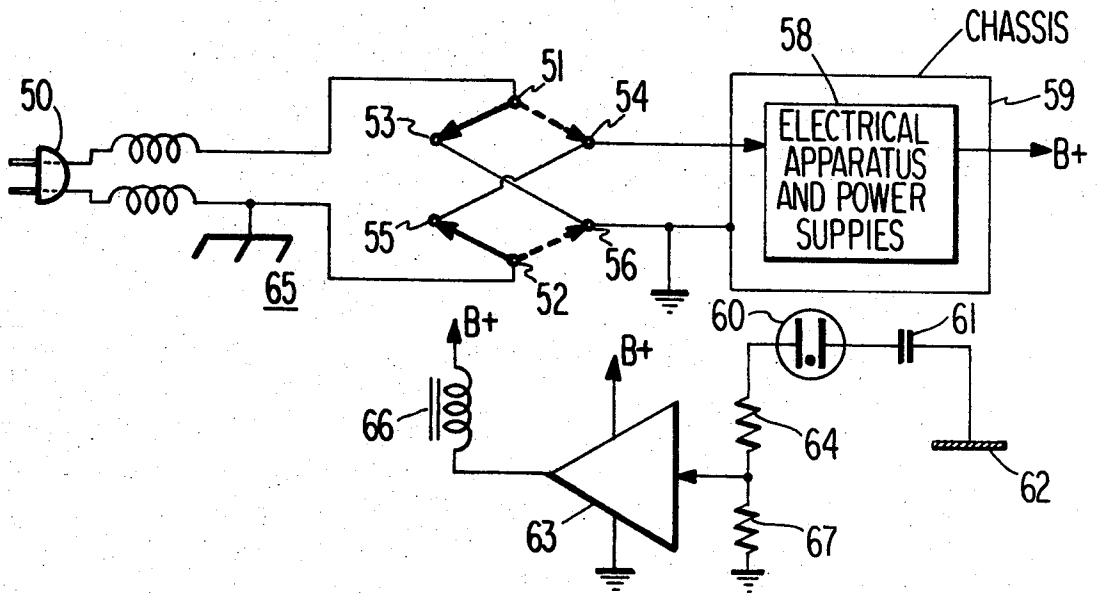 CHASSIS
58
51
54
50
53
59
ELECTRICAL
APPARATUS
AND POWER
SUPPIES
B+
55
56
52
65
60
61
B+
B+
66
64
62
63
67